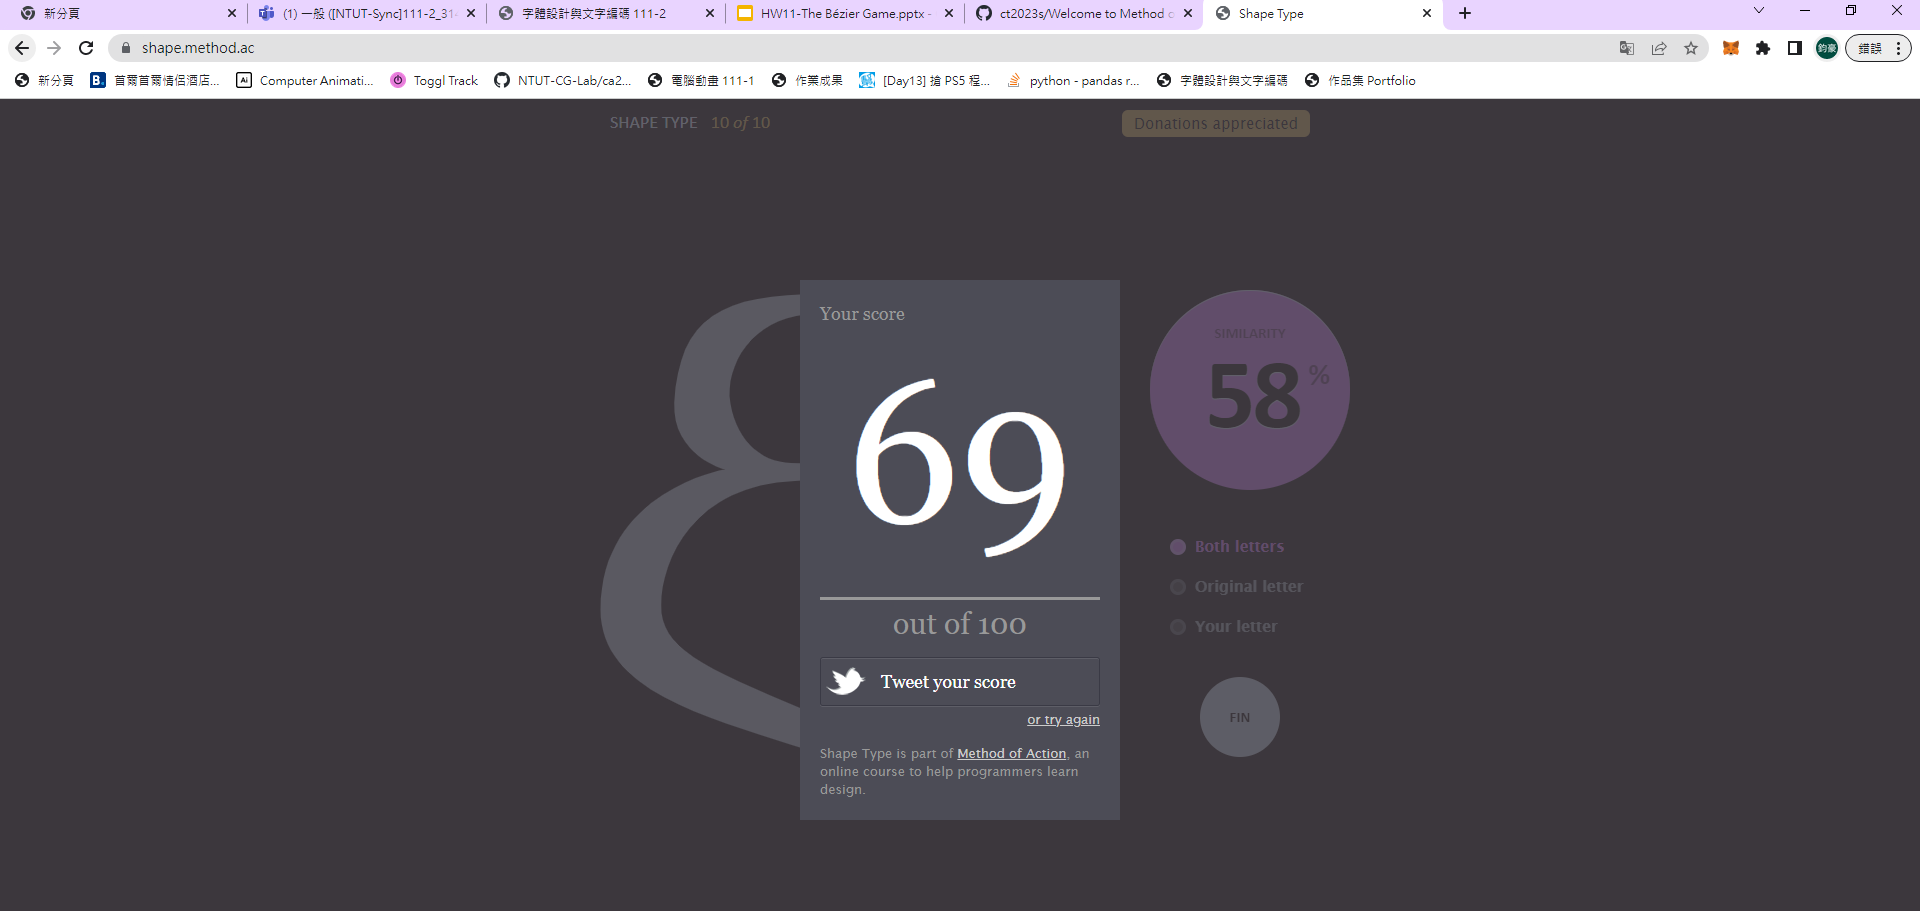 新分頁
(1) 一般 ([NTUT-Sync]111-2_31
字體設計與文字編碼 111-2
HW11-The Bézier Game.pptx -
ct2023s/Welcome to Method o
Shape Type
shape.method.ac
鈞豪
錯誤
新分頁
B.
首爾首爾情侶酒店...
Ai
Computer Animati...
Toggl Track
NTUT-CG-Lab/ca2...
電腦動畫 111-1
作業成果
[Day13] 搶 PS5 程...
python - pandas r...
字體設計與文字編碼
作品集 Portfolio
SHAPE TYPE 10 of 10
Donations appreciated
Your score
69
out of 100
Tweet your score
or try again
Shape Type is part of Method of Action, an
online course to help programmers learn
design.
SIMILARITY
58%
Both letters
Original letter
Your letter
FIN